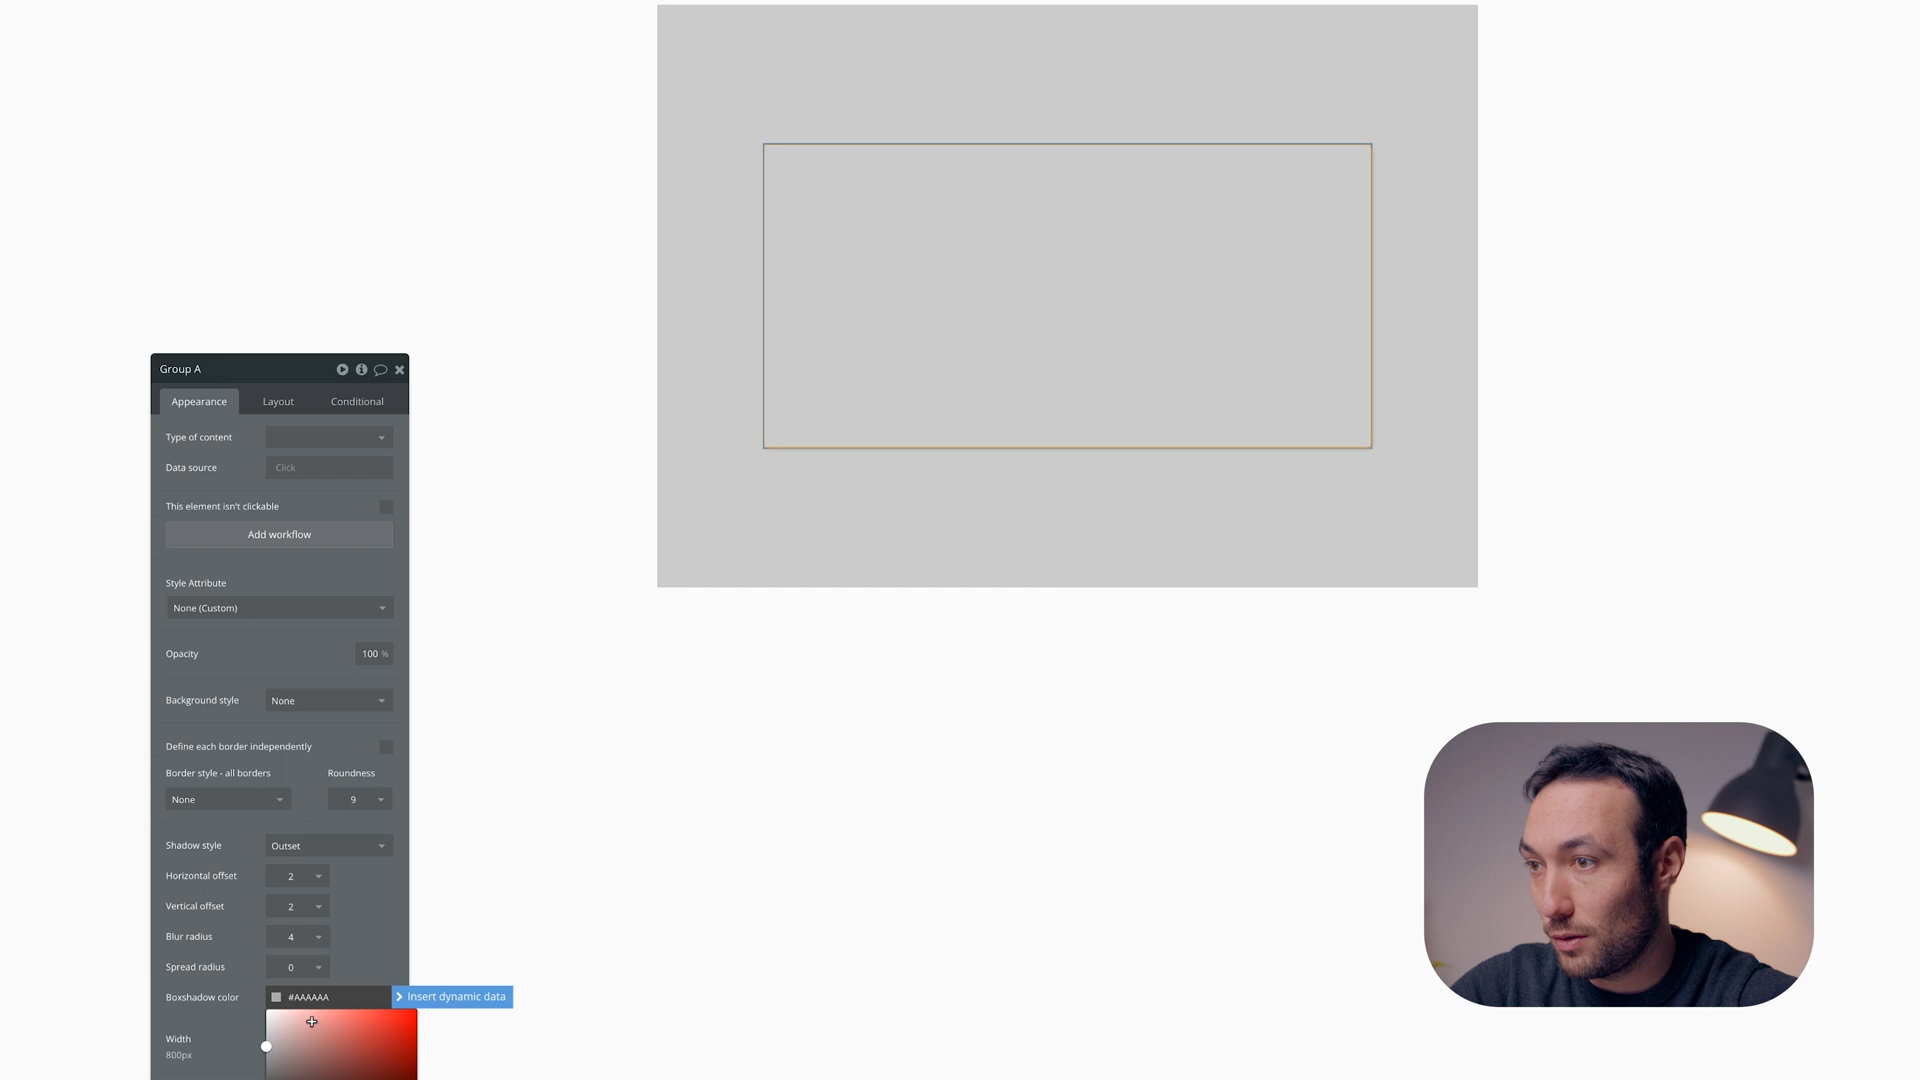 Group A
Appearance Layout Conditional
Type of content
Data source Click
This element isn't clickable
Add workflow
Style Attribute
None (Custom)
Opacity 100 %
Background style None
Define each border independently
Border style - all borders Roundness
None 9
Shadow style Outset
Horizontal offset 2
Vertical offset 2
Blur radius 4
Spread radius 0
Boxshadow color #AAAAAA Insert dynamic data
Width
800px